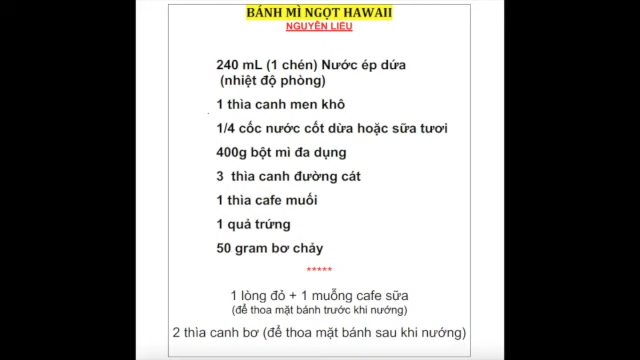 BÁNH MÌ NGỌT HAWAII
NGUYÊN LIỆU
240 mL (1 chén) Nước ép dứa
(nhiệt độ phòng)
1 thìa canh men khô
1/4 cốc nước cốt dừa hoặc sữa tươi
400g bột mì đa dụng
3 thìa canh đường cát
1 thìa cafe muối
1 quả trứng
50 gram bơ chảy
*****
1 lòng đỏ + 1 muỗng cafe sữa
(để thoa mặt bánh trước khi nướng)
2 thìa canh bơ (để thoa mặt bánh sau khi nướng)